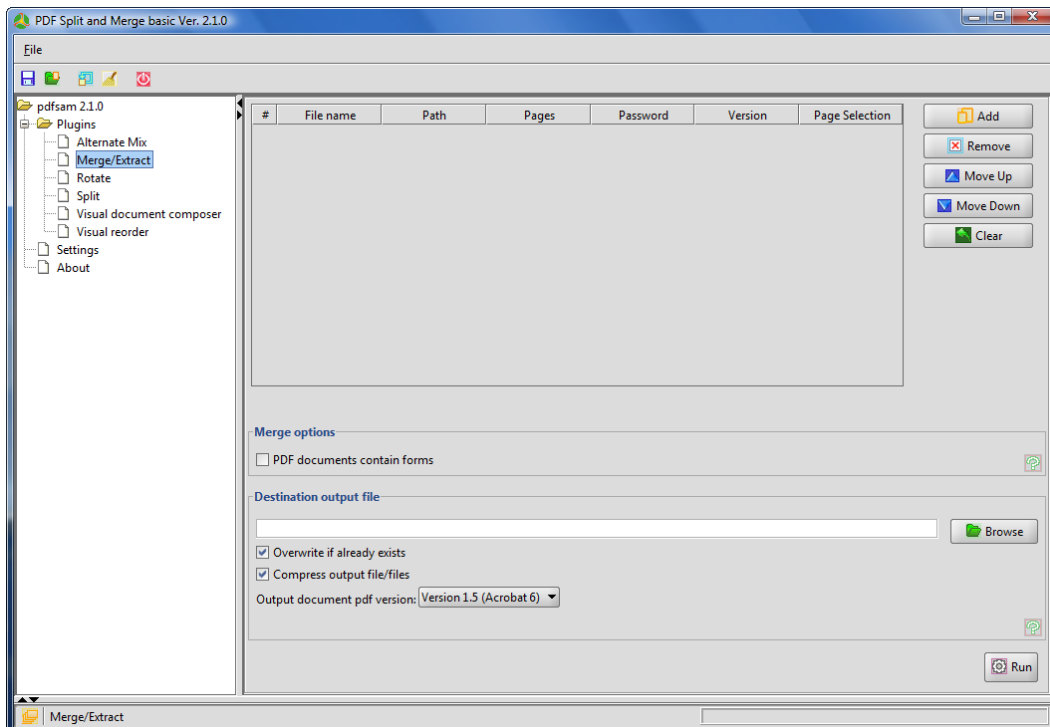 PDF Split and Merge basic Ver. 2.1.0
File
pdfsam 2.1.0
Plugins
Alternate Mix
Merge/Extract
Rotate
Split
Visual document composer
Visual reorder
Settings
About
# File name Path Pages Password Version Page Selection
Add
Remove
Move Up
Move Down
Clear
Merge options
PDF documents contain forms
Destination output file
Browse
Overwrite if already exists
Compress output file/files
Output document pdf version: Version 1.5 (Acrobat 6)
Run
Merge/Extract